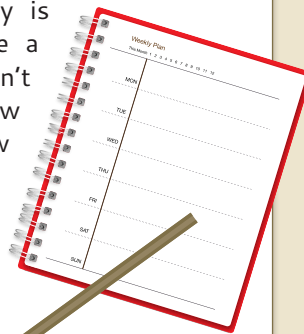 y is
e a
n't
w
Weekly Plan
This Month 1 2 3 4 5 6 7 8 9 10 11 12
MON
TUE
WED
THU
FRI
SAT
SUN